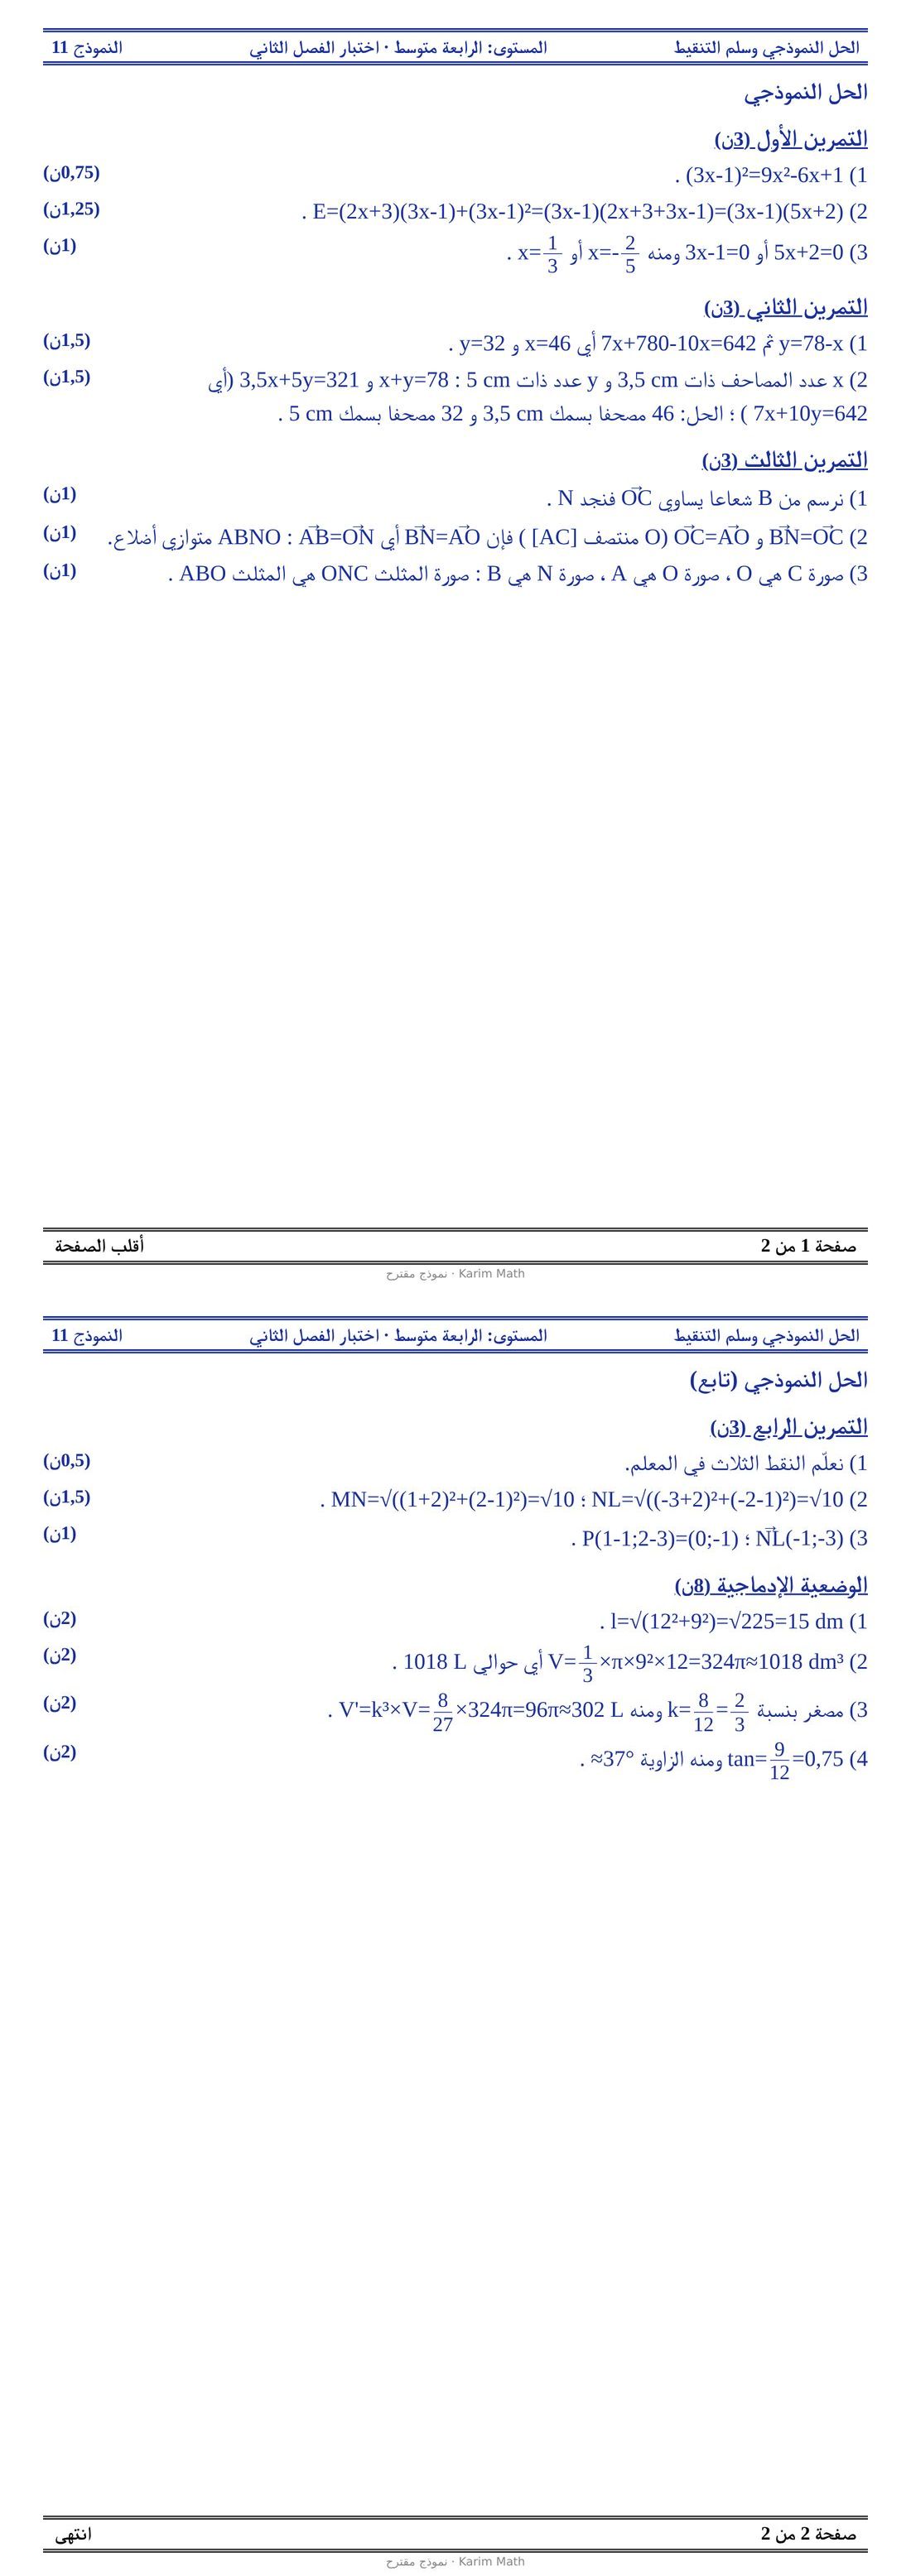 الحل النموذجي وسلم التنقيط المستوى: الرابعة متوسط · اختبار الفصل الثاني النموذج 11
الحل النموذجي
التمرين الأول (3ن)
1) (3x-1)²=9x²-6x+1 . (0,75ن)
2) E=(2x+3)(3x-1)+(3x-1)²=(3x-1)(2x+3+3x-1)=(3x-1)(5x+2) . (1,25ن)
3) 5x+2=0 أو 3x-1=0 ومنه x=-2/5 أو x=1/3 . (1ن)
التمرين الثاني (3ن)
1) y=78-x ثم 7x+780-10x=642 أي x=46 و y=32 . (1,5ن)
2) x عدد المصاحف ذات 3,5 cm و y عدد ذات 5 cm : x+y=78 و 3,5x+5y=321 (أي (1,5ن)
7x+10y=642 ) ؛ الحل: 46 مصحفا بسمك 3,5 cm و 32 مصحفا بسمك 5 cm .
التمرين الثالث (3ن)
1) نرسم من B شعاعا يساوي O⃗C فنجد N . (1ن)
2) B⃗N=O⃗C و O⃗C=A⃗O (O منتصف [AC] ) فإن B⃗N=A⃗O أي A⃗B=O⃗N : ABNO متوازي أضلاع. (1ن)
3) صورة C هي O ، صورة O هي A ، صورة N هي B : صورة المثلث ONC هي المثلث ABO . (1ن)
صفحة 1 من 2 أقلب الصفحة
Karim Math · نموذج مقترح
الحل النموذجي وسلم التنقيط المستوى: الرابعة متوسط · اختبار الفصل الثاني النموذج 11
الحل النموذجي (تابع)
التمرين الرابع (3ن)
1) نعلّم النقط الثلاث في المعلم. (0,5ن)
2) MN=√((1+2)²+(2-1)²)=√10 ؛ NL=√((-3+2)²+(-2-1)²)=√10 . (1,5ن)
3) N⃗L(-1;-3) ؛ P(1-1;2-3)=(0;-1) . (1ن)
الوضعية الإدماجية (8ن)
1) l=√(12²+9²)=√225=15 dm . (2ن)
2) V=1/3×π×9²×12=324π≈1018 dm³ أي حوالي 1018 L . (2ن)
3) مصغر بنسبة k=8/12=2/3 ومنه V'=k³×V=8/27×324π=96π≈302 L . (2ن)
4) tan=9/12=0,75 ومنه الزاوية ≈37° . (2ن)
صفحة 2 من 2 انتهى
Karim Math · نموذج مقترح